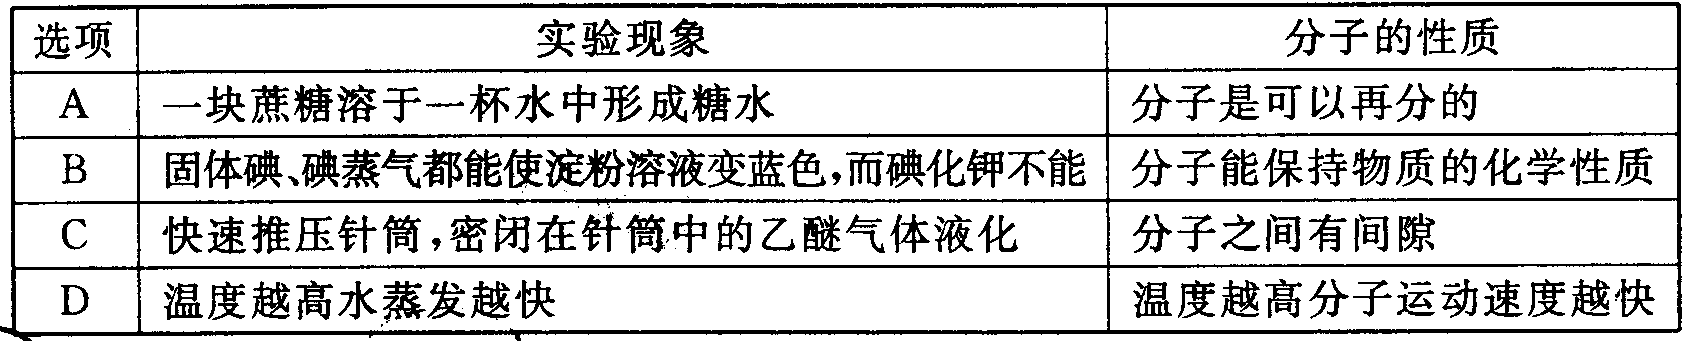 选项 实验现象 分子的性质
A 一块蔗糖溶于一杯水中形成糖水 分子是可以再分的
B 固体碘、碘蒸气都能使淀粉溶液变蓝色,而碘化钾不能 分子能保持物质的化学性质
C 快速推压针筒,密闭在针筒中的乙醚气体液化 分子之间有间隙
D 温度越高水蒸发越快 温度越高分子运动速度越快